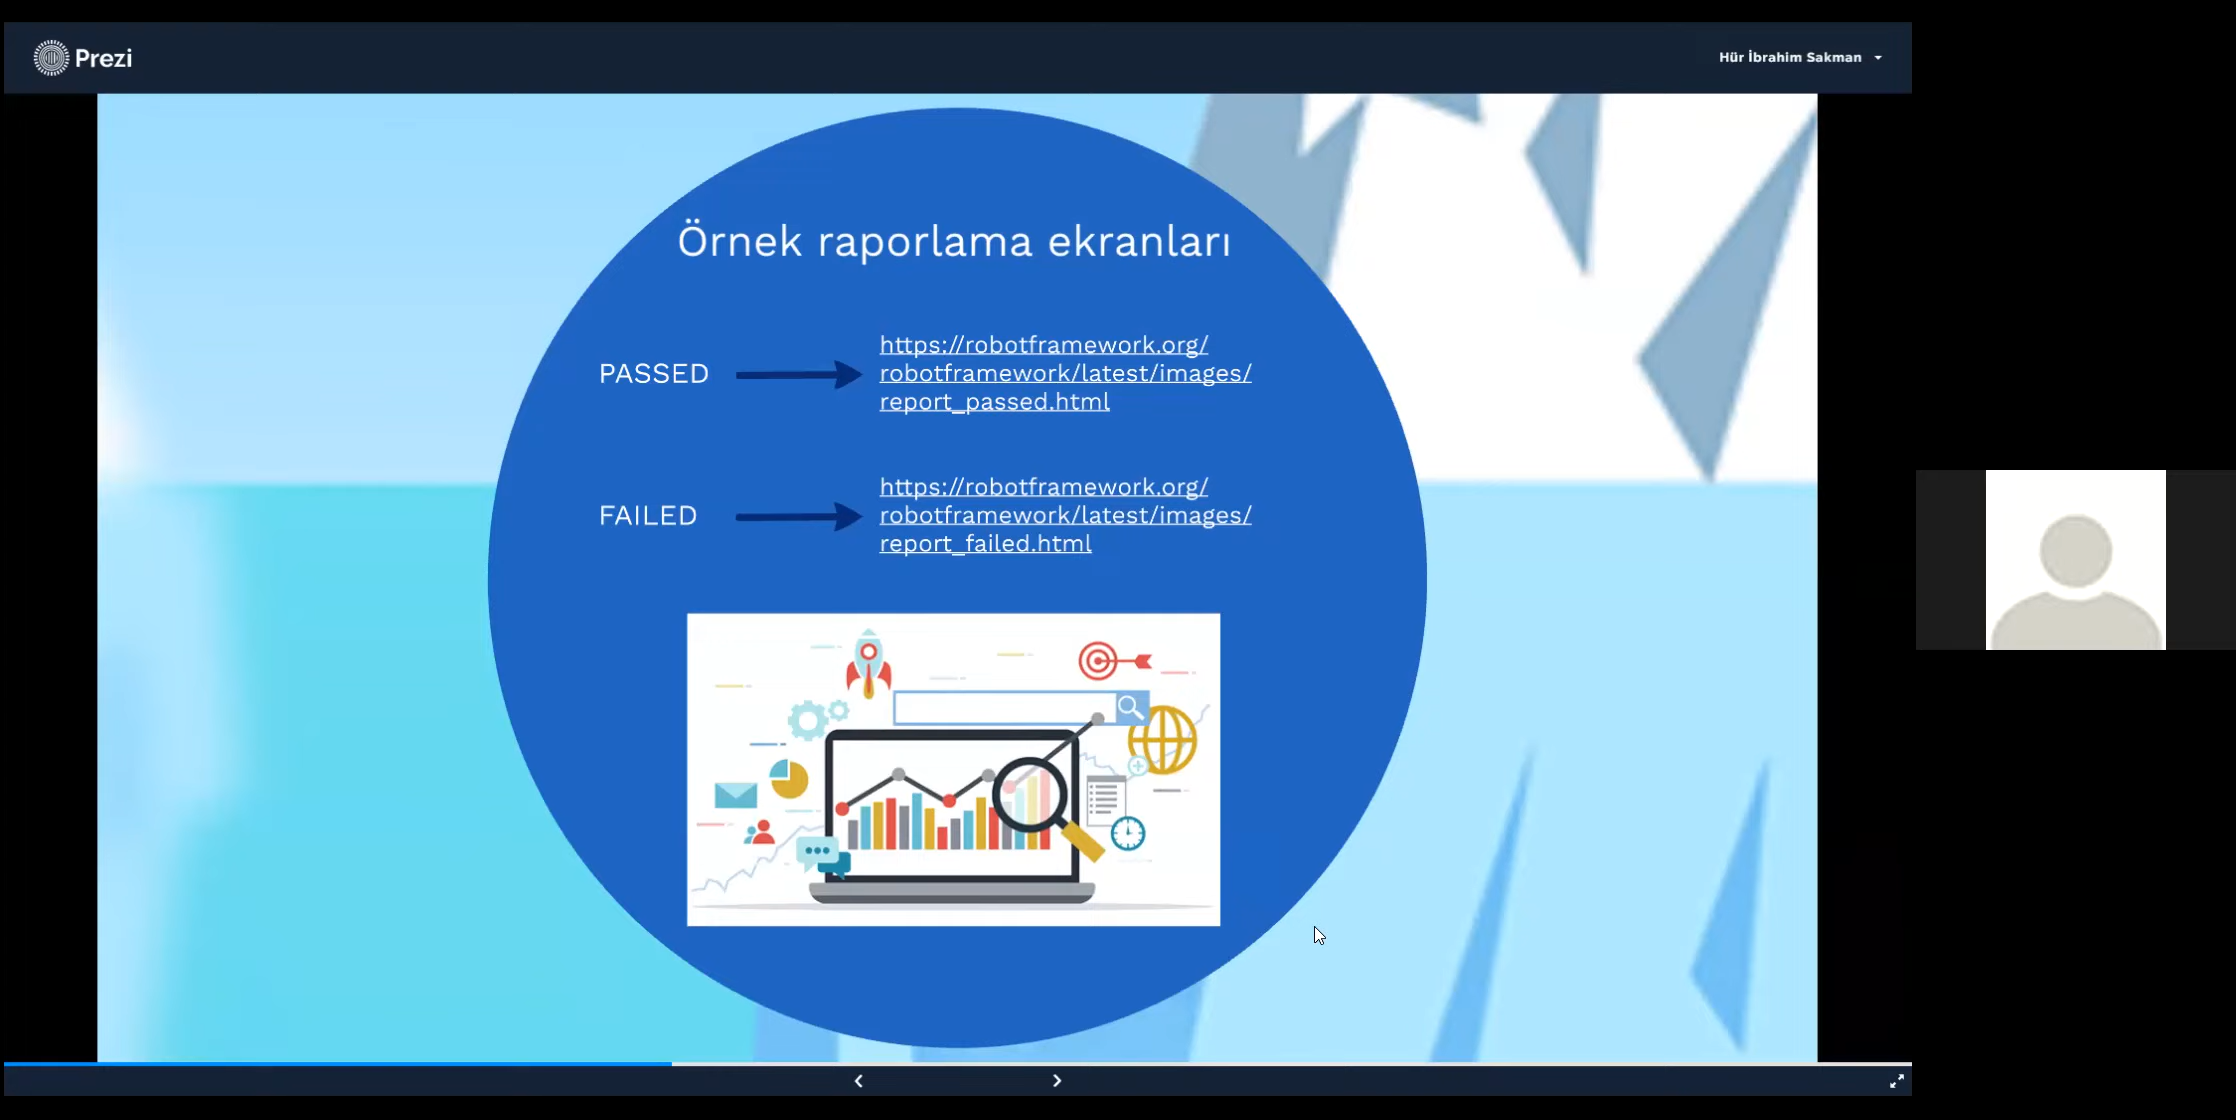 Prezi
Hür İbrahim Sakman
Örnek raporlama ekranları
PASSED
https://robotframework.org/
robotframework/latest/images/
report_passed.html
FAILED
https://robotframework.org/
robotframework/latest/images/
report_failed.html